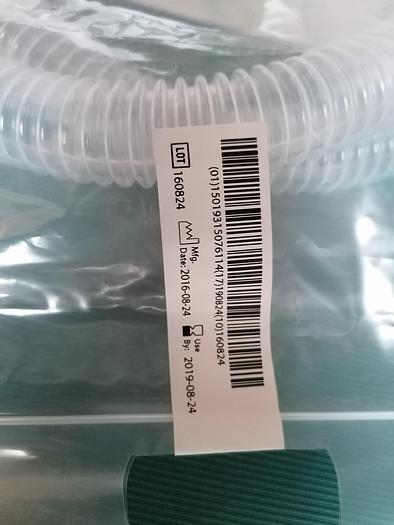 LOT 160824
Mfg.
Date: 2016-08-24
Use
By: 2019-08-24
(01)15019315076114(17)190824(10)160824